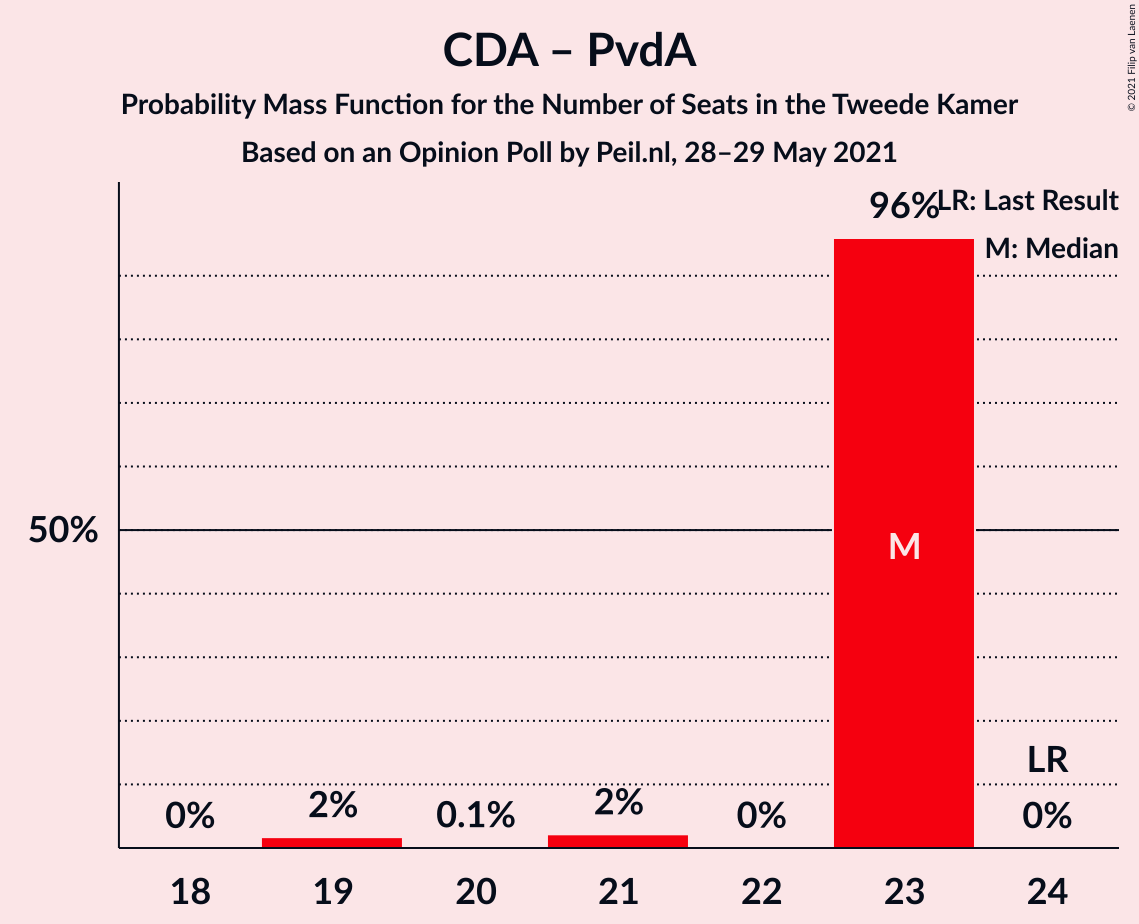 CDA – PvdA
Probability Mass Function for the Number of Seats in the Tweede Kamer
Based on an Opinion Poll by Peil.nl, 28–29 May 2021
© 2021 Filip van Laenen
LR: Last Result
M: Median
96%
50%
M
LR
0%
2%
0.1%
2%
0%
0%
18
19
20
21
22
23
24